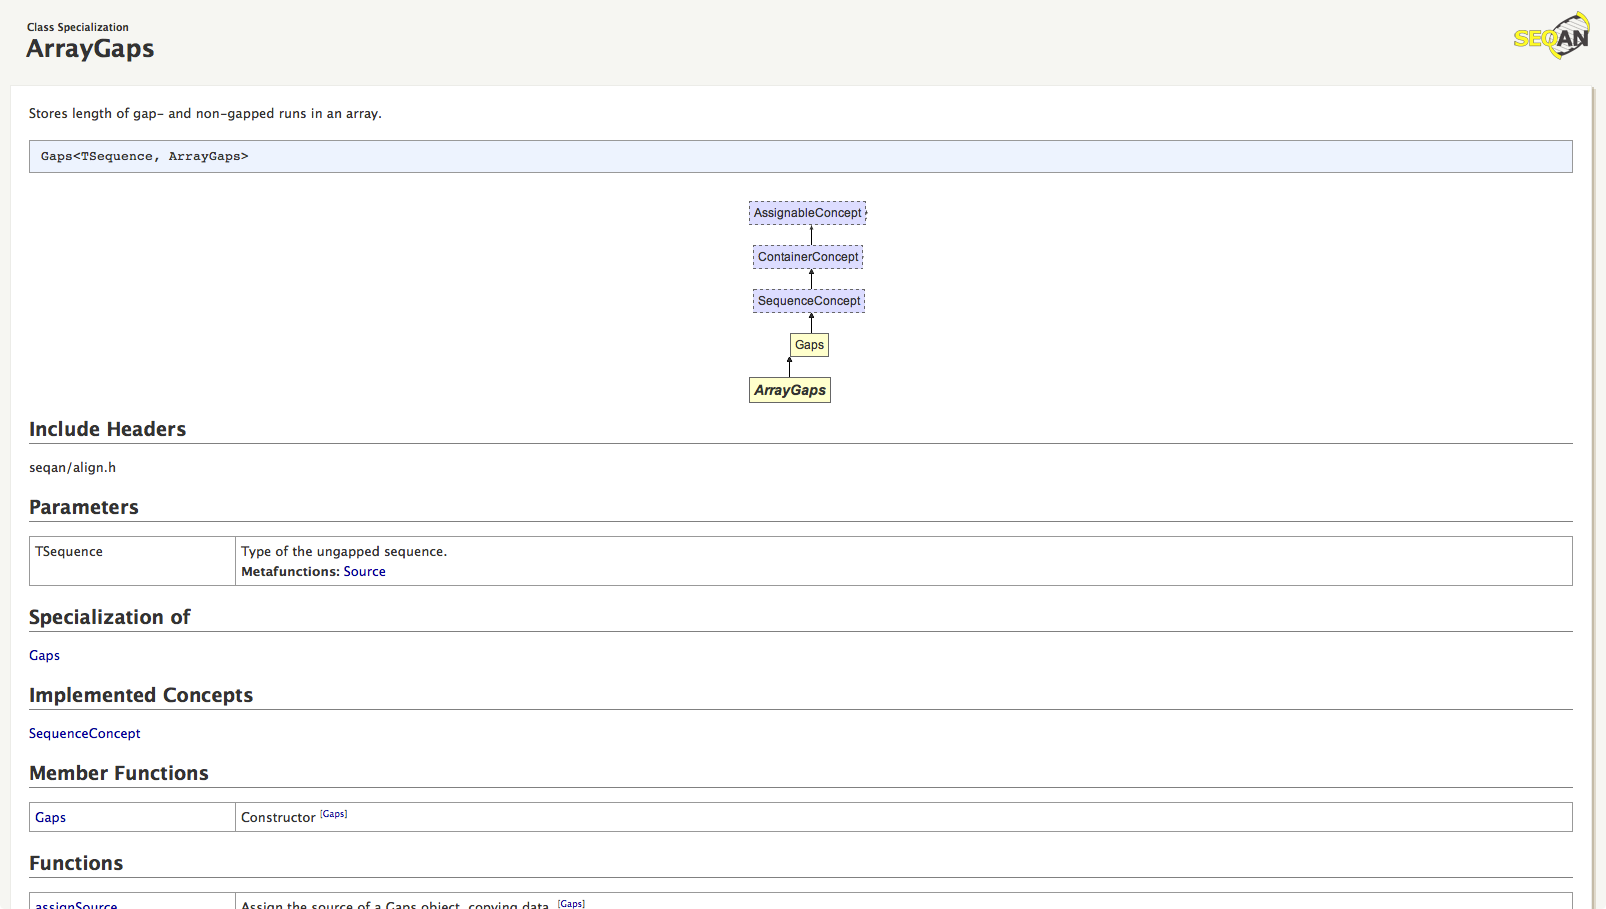 Class Specialization
ArrayGaps
SEQAN
Stores length of gap- and non-gapped runs in an array.
Gaps<TSequence, ArrayGaps>
AssignableConcept
ContainerConcept
SequenceConcept
Gaps
ArrayGaps
Include Headers
seqan/align.h
Parameters
TSequence Type of the ungapped sequence.
Metafunctions: Source
Specialization of
Gaps
Implemented Concepts
SequenceConcept
Member Functions
Gaps Constructor [Gaps]
Functions
assignSource Assign the source of a Gaps object, copying data. [Gaps]